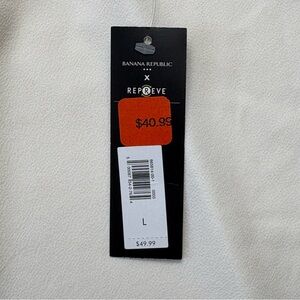 BANANA REPUBLIC
X
REPREVE
$40.99
L
$49.99